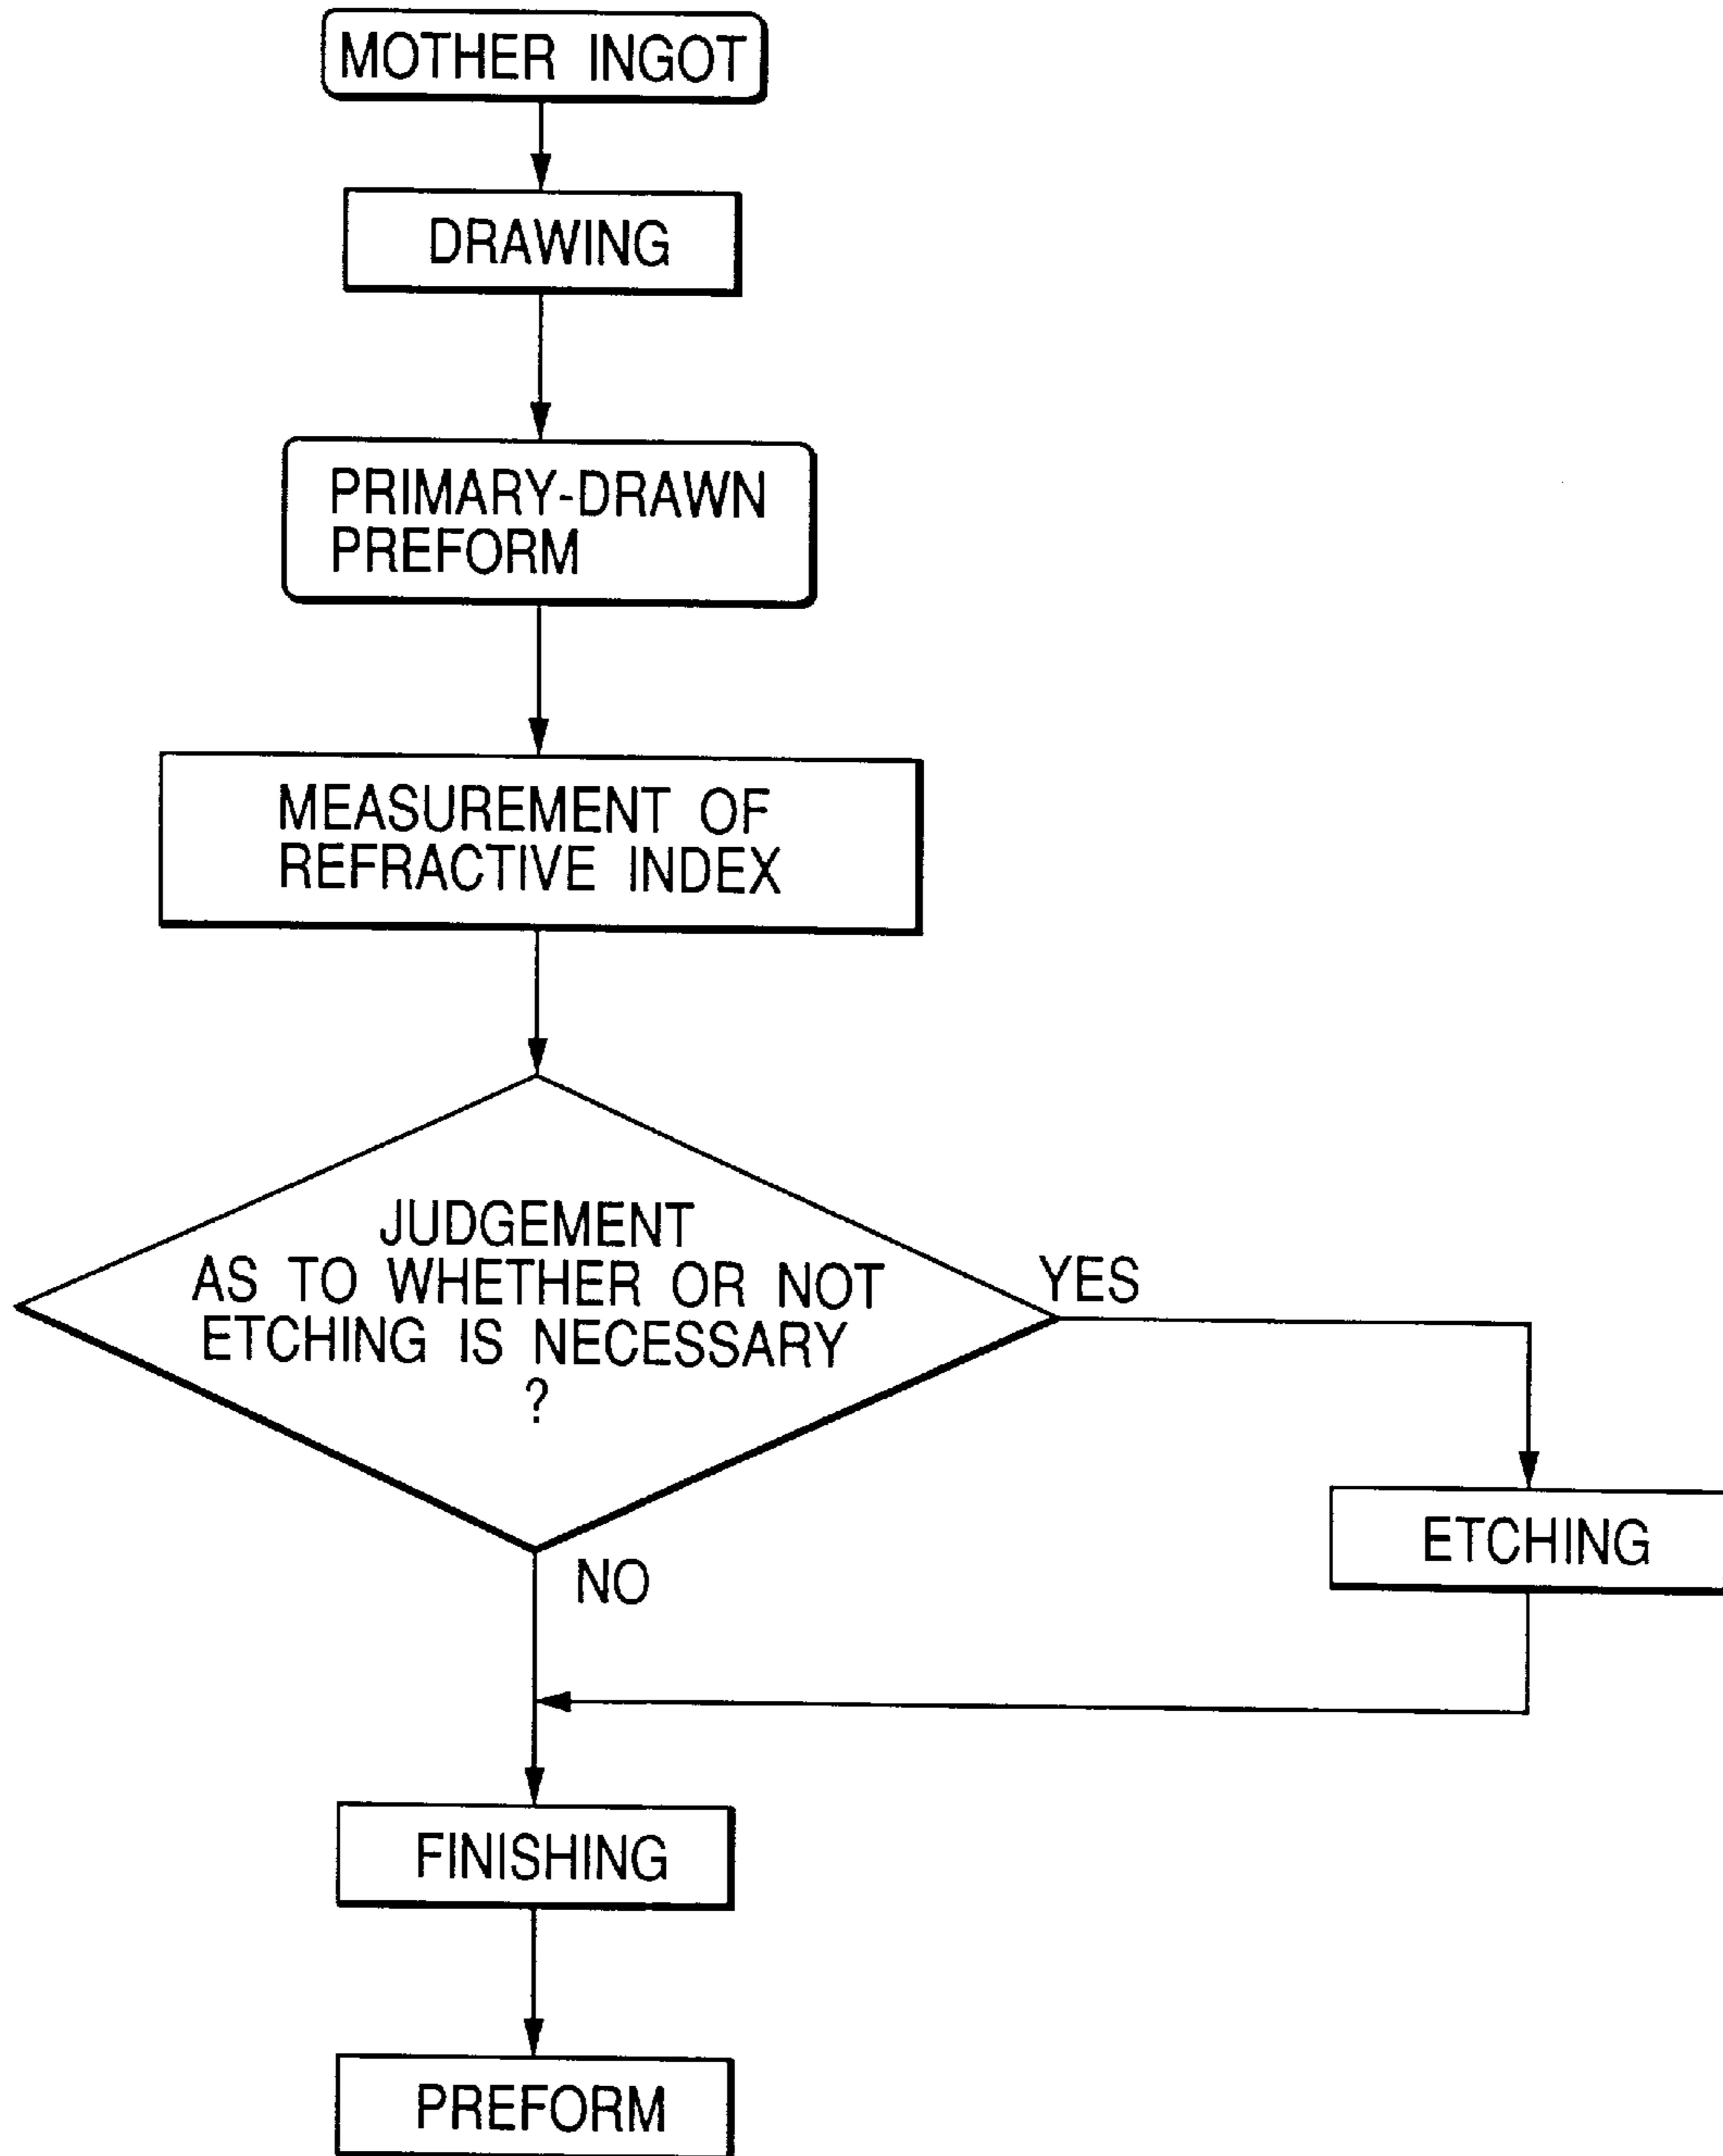 MOTHER INGOT
DRAWING
PRIMARY-DRAWN
PREFORM
MEASUREMENT OF
REFRACTIVE INDEX
JUDGEMENT
AS TO WHETHER OR NOT
ETCHING IS NECESSARY
?
YES
ETCHING
NO
FINISHING
PREFORM